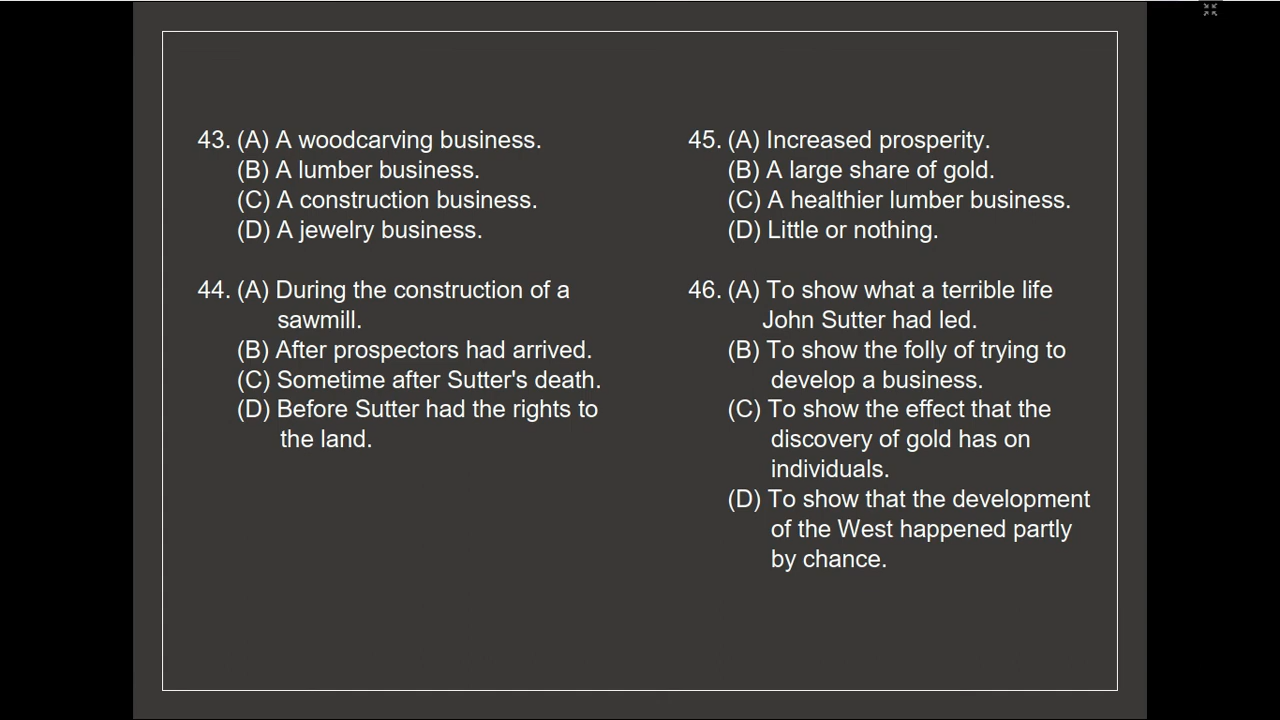 43. (A) A woodcarving business.
(B) A lumber business.
(C) A construction business.
(D) A jewelry business.
44. (A) During the construction of a
sawmill.
(B) After prospectors had arrived.
(C) Sometime after Sutter's death.
(D) Before Sutter had the rights to
the land.
45. (A) Increased prosperity.
(B) A large share of gold.
(C) A healthier lumber business.
(D) Little or nothing.
46. (A) To show what a terrible life
John Sutter had led.
(B) To show the folly of trying to
develop a business.
(C) To show the effect that the
discovery of gold has on
individuals.
(D) To show that the development
of the West happened partly
by chance.